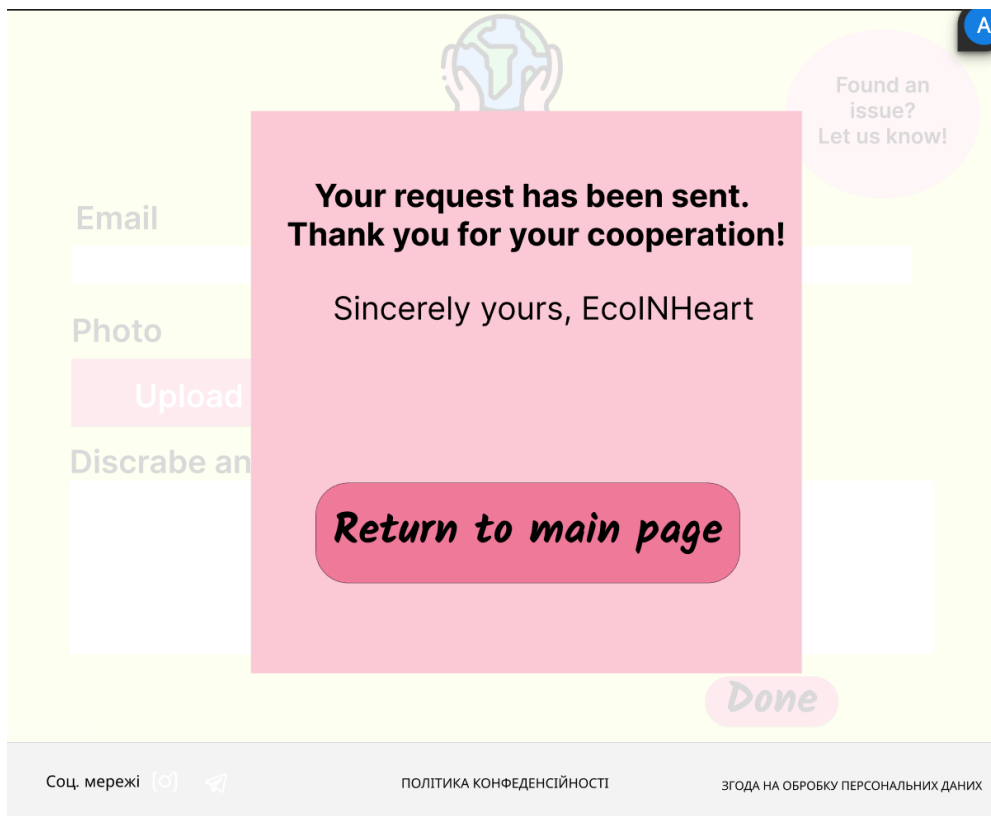 A
Found an
issue?
Let us know!
Your request has been sent.
Thank you for your cooperation!
Sincerely yours, EcoINHeart
Email
Photo
Upload
Discrabe an
Return to main page
Done
Соц. мережі
ПОЛІТИКА КОНФЕДЕНСІЙНОСТІ
ЗГОДА НА ОБРОБКУ ПЕРСОНАЛЬНИХ ДАНИХ